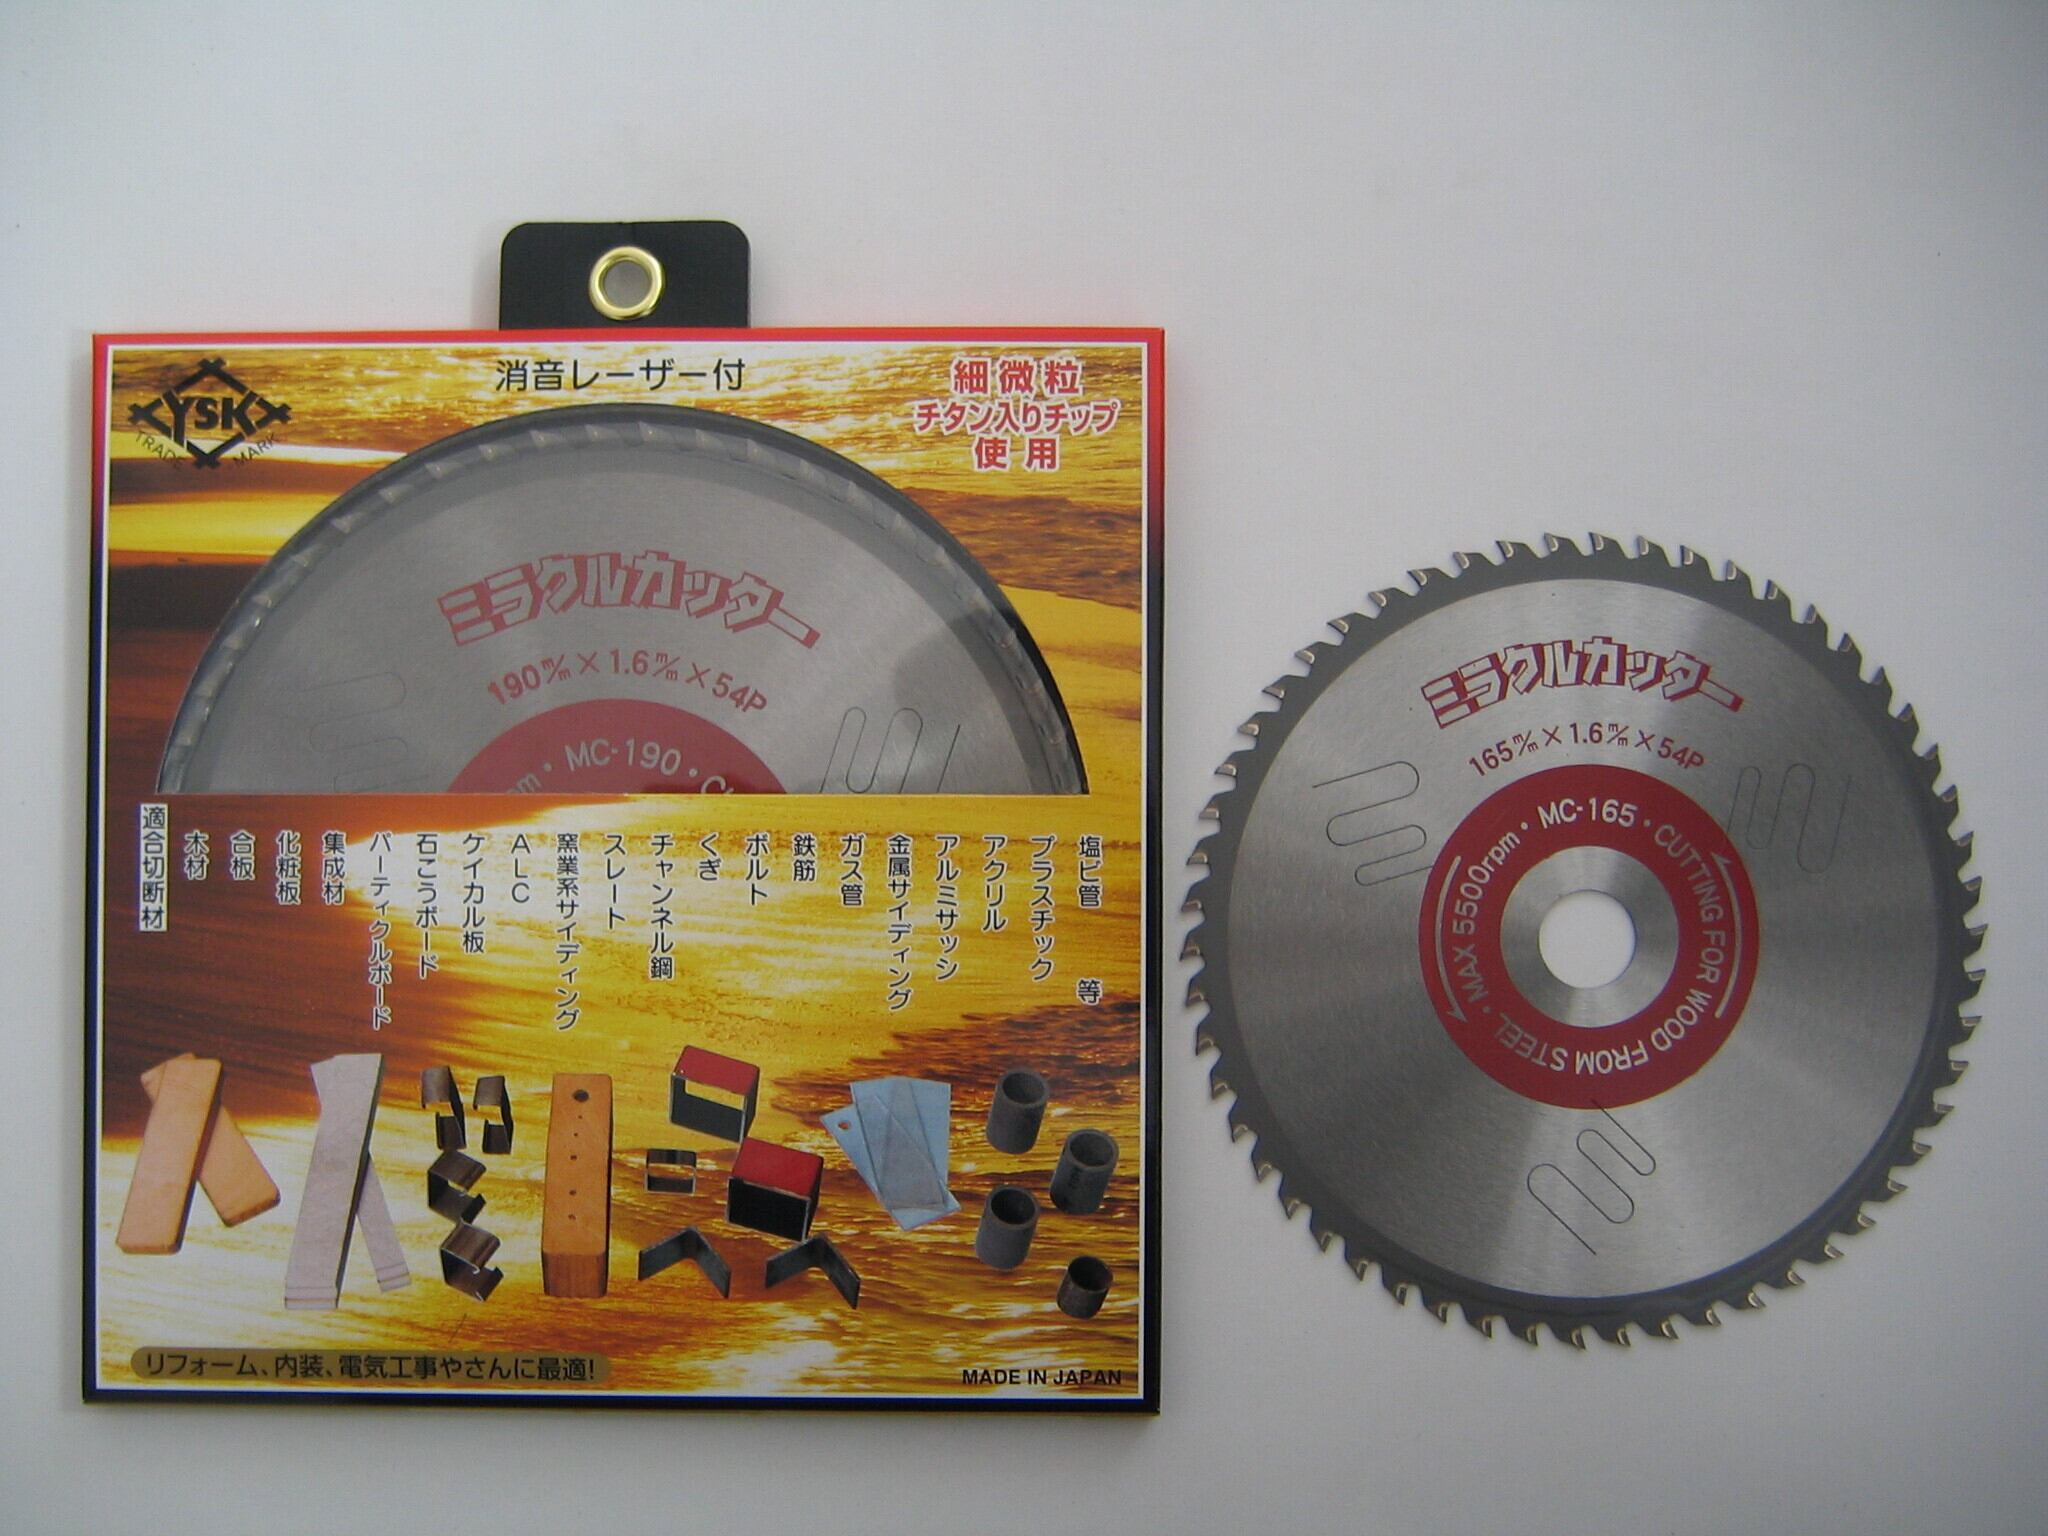 YSK
TRADE MARK
消音レーザー付
細微粒
チタン入りチップ
使用
ミラクルカッター
190m/m×1.6m/m×54P
pm・MC-190・CU
適合切断材
木材
合板
化粧板
集成材
パーティクルボード
石こうボード
ケイカル板
ALC
窯業系サイディング
スレート
チャンネル鋼
くぎ
ボルト
鉄筋
ガス管
金属サイディング
アルミサッシ
アクリル
プラスチック
塩ビ管 等
リフォーム、内装、電気工事やさんに最適!
MADE IN JAPAN
ミラクルカッター
165m/m×1.6m/m×54P
MC-165・CUTTING FOR WOOD FROM STEEL・MAX 5500rpm・